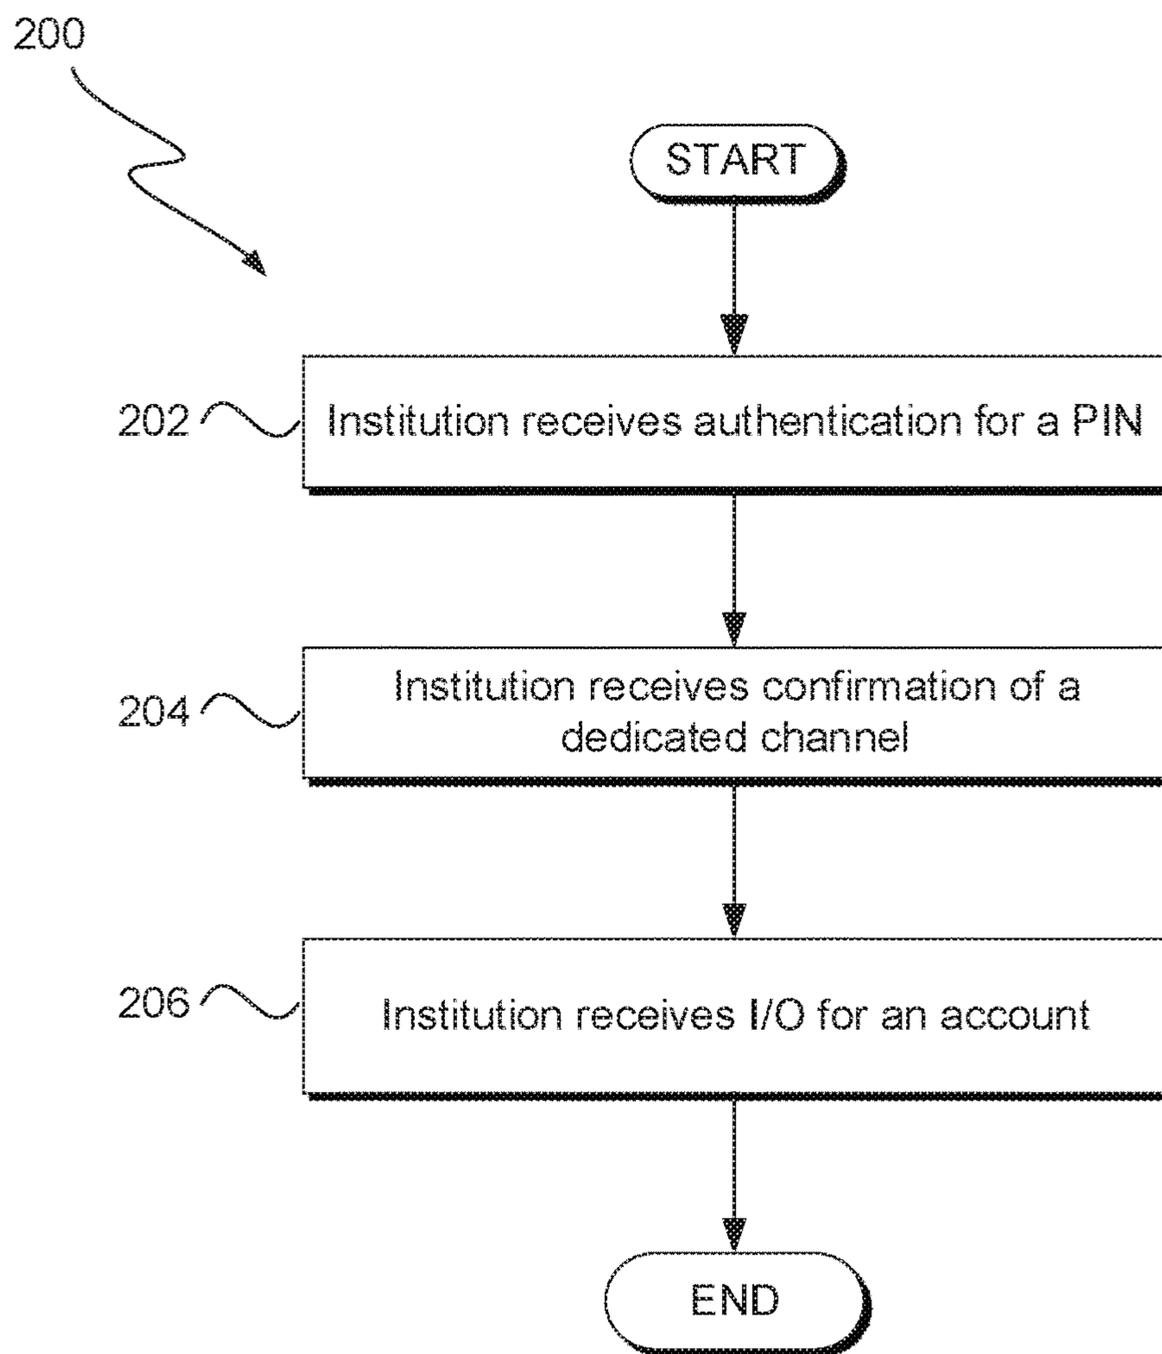 200
START
202
Institution receives authentication for a PIN
204
Institution receives confirmation of a
dedicated channel
206
Institution receives I/O for an account
END